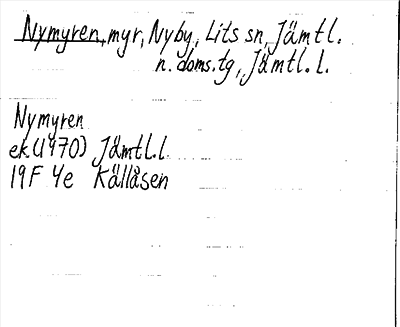 Nymyren, myr, Nyby, Lits sn, Jämtl.
n. doms. tg, Jämtl. l.
Nymyren
ek. (1970) Jämtl. l.
19F 4e Källåsen